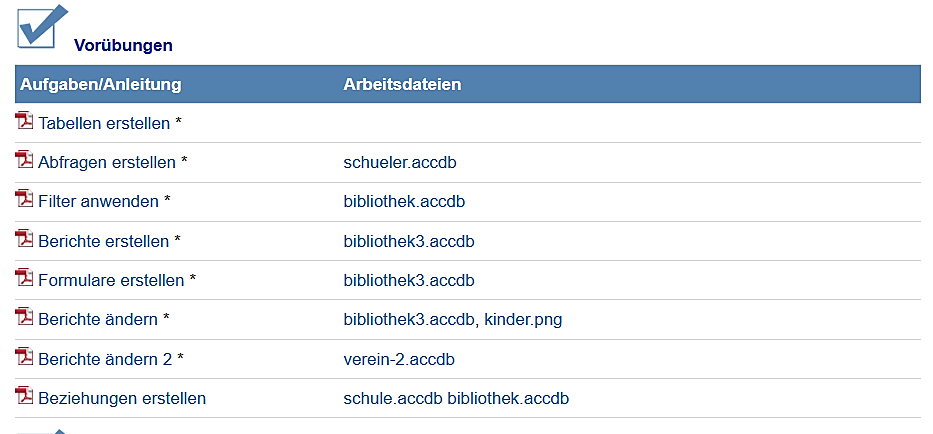 Vorübungen
Aufgaben/Anleitung Arbeitsdateien
Tabellen erstellen *
Abfragen erstellen * schueler.accdb
Filter anwenden * bibliothek.accdb
Berichte erstellen * bibliothek3.accdb
Formulare erstellen * bibliothek3.accdb
Berichte ändern * bibliothek3.accdb, kinder.png
Berichte ändern 2 * verein-2.accdb
Beziehungen erstellen schule.accdb bibliothek.accdb